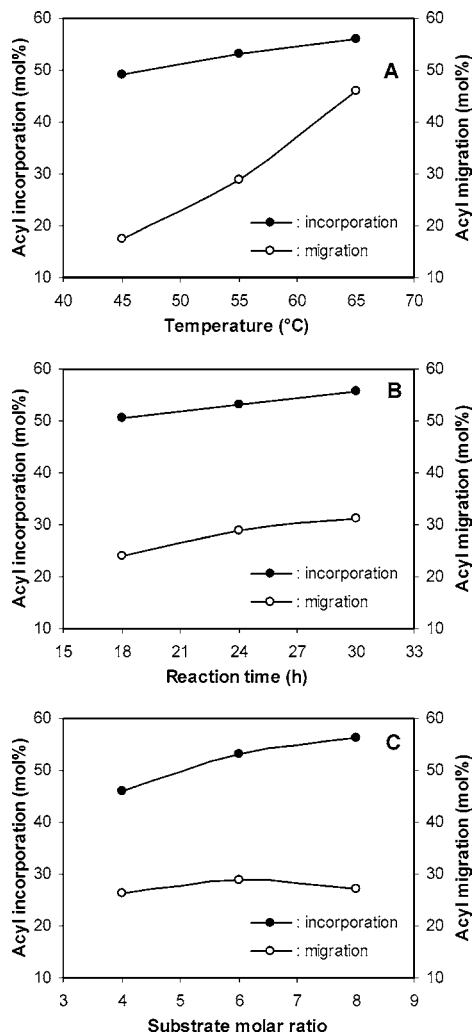 60
50
40
30
20
10
Acyl incorporation (mol%)
A
: incorporation
: migration
60
50
40
30
20
10
Acyl migration (mol%)
40 45 50 55 60 65 70
Temperature (°C)
60
50
40
30
20
10
Acyl incorporation (mol%)
B
: incorporation
: migration
60
50
40
30
20
10
Acyl migration (mol%)
15 18 21 24 27 30 33
Reaction time (h)
60
50
40
30
20
10
Acyl incorporation (mol%)
C
: incorporation
: migration
60
50
40
30
20
10
Acyl migration (mol%)
3 4 5 6 7 8 9
Substrate molar ratio